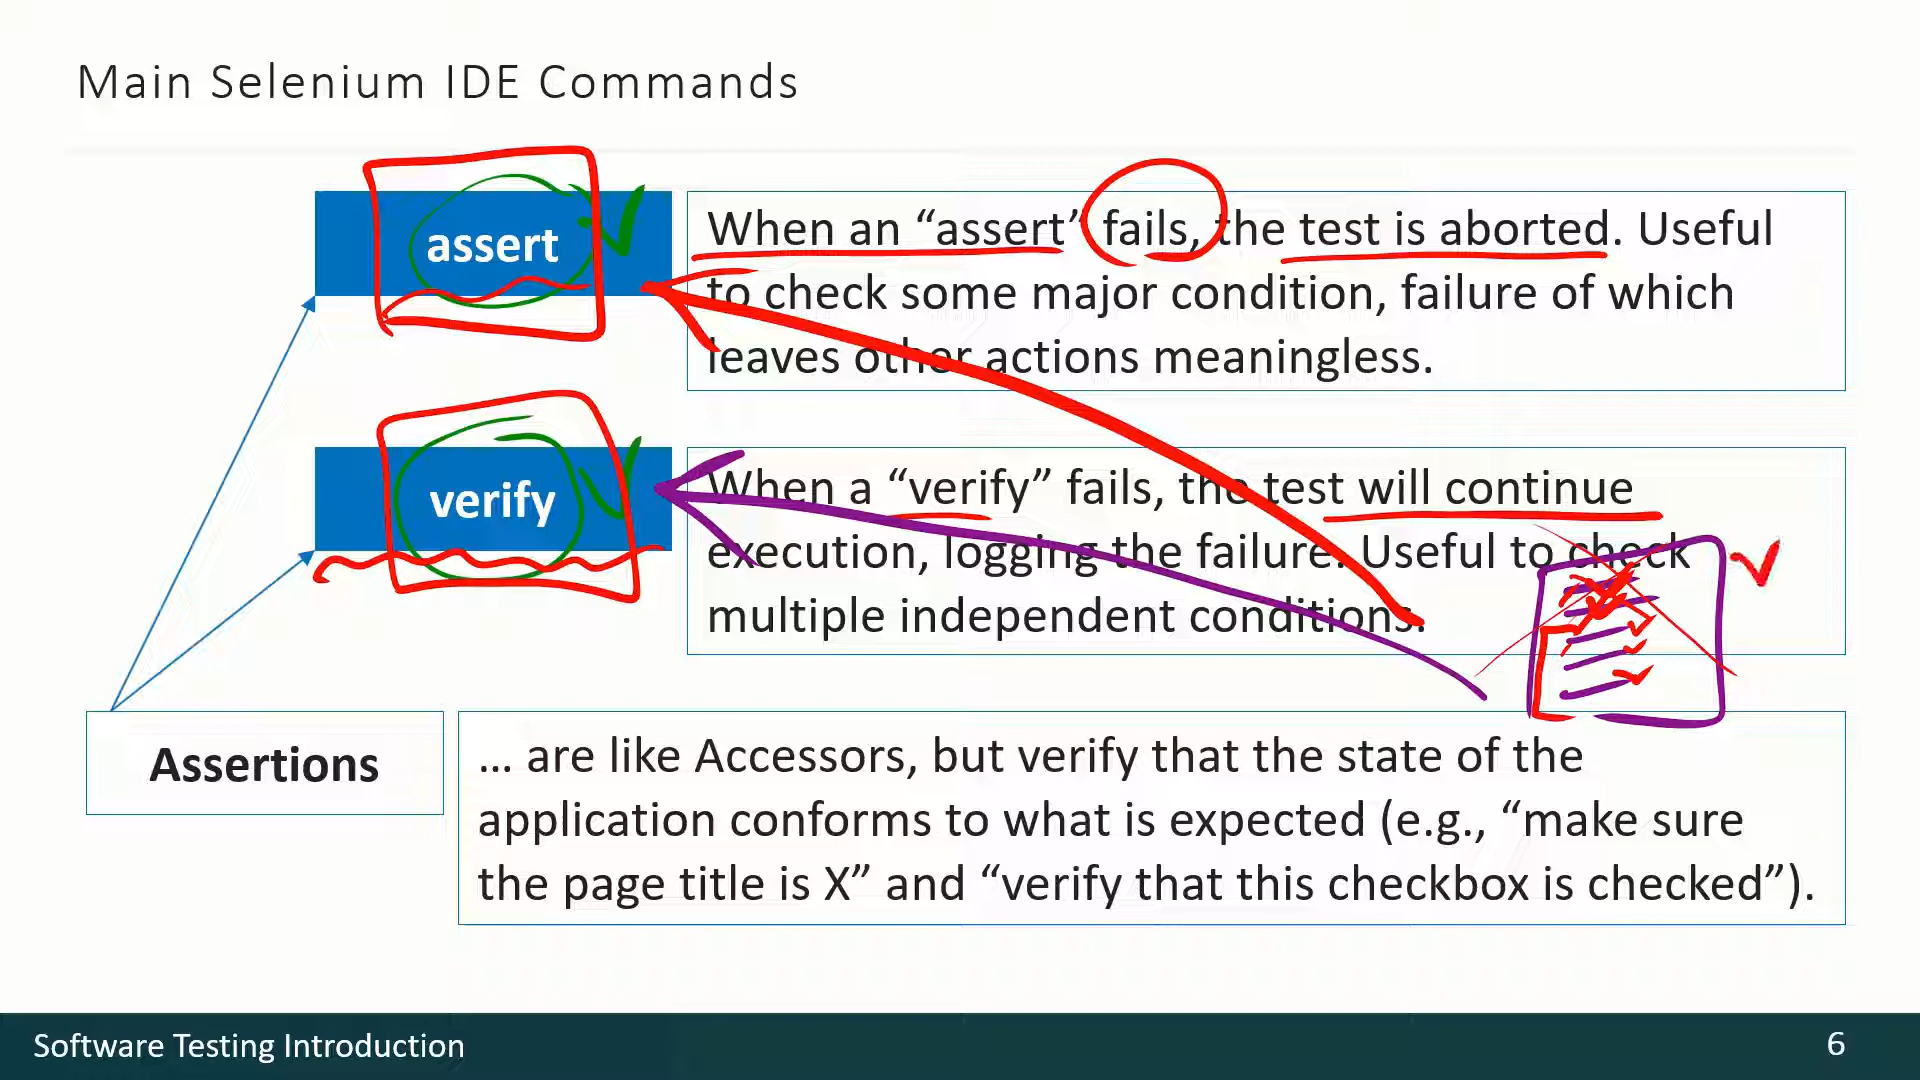 Main Selenium IDE Commands
assert
When an “assert” fails, the test is aborted. Useful
to check some major condition, failure of which
leaves other actions meaningless.
verify
When a “verify” fails, the test will continue
execution, logging the failure. Useful to check
multiple independent conditions.
Assertions
... are like Accessors, but verify that the state of the
application conforms to what is expected (e.g., “make sure
the page title is X” and “verify that this checkbox is checked”).
Software Testing Introduction
6